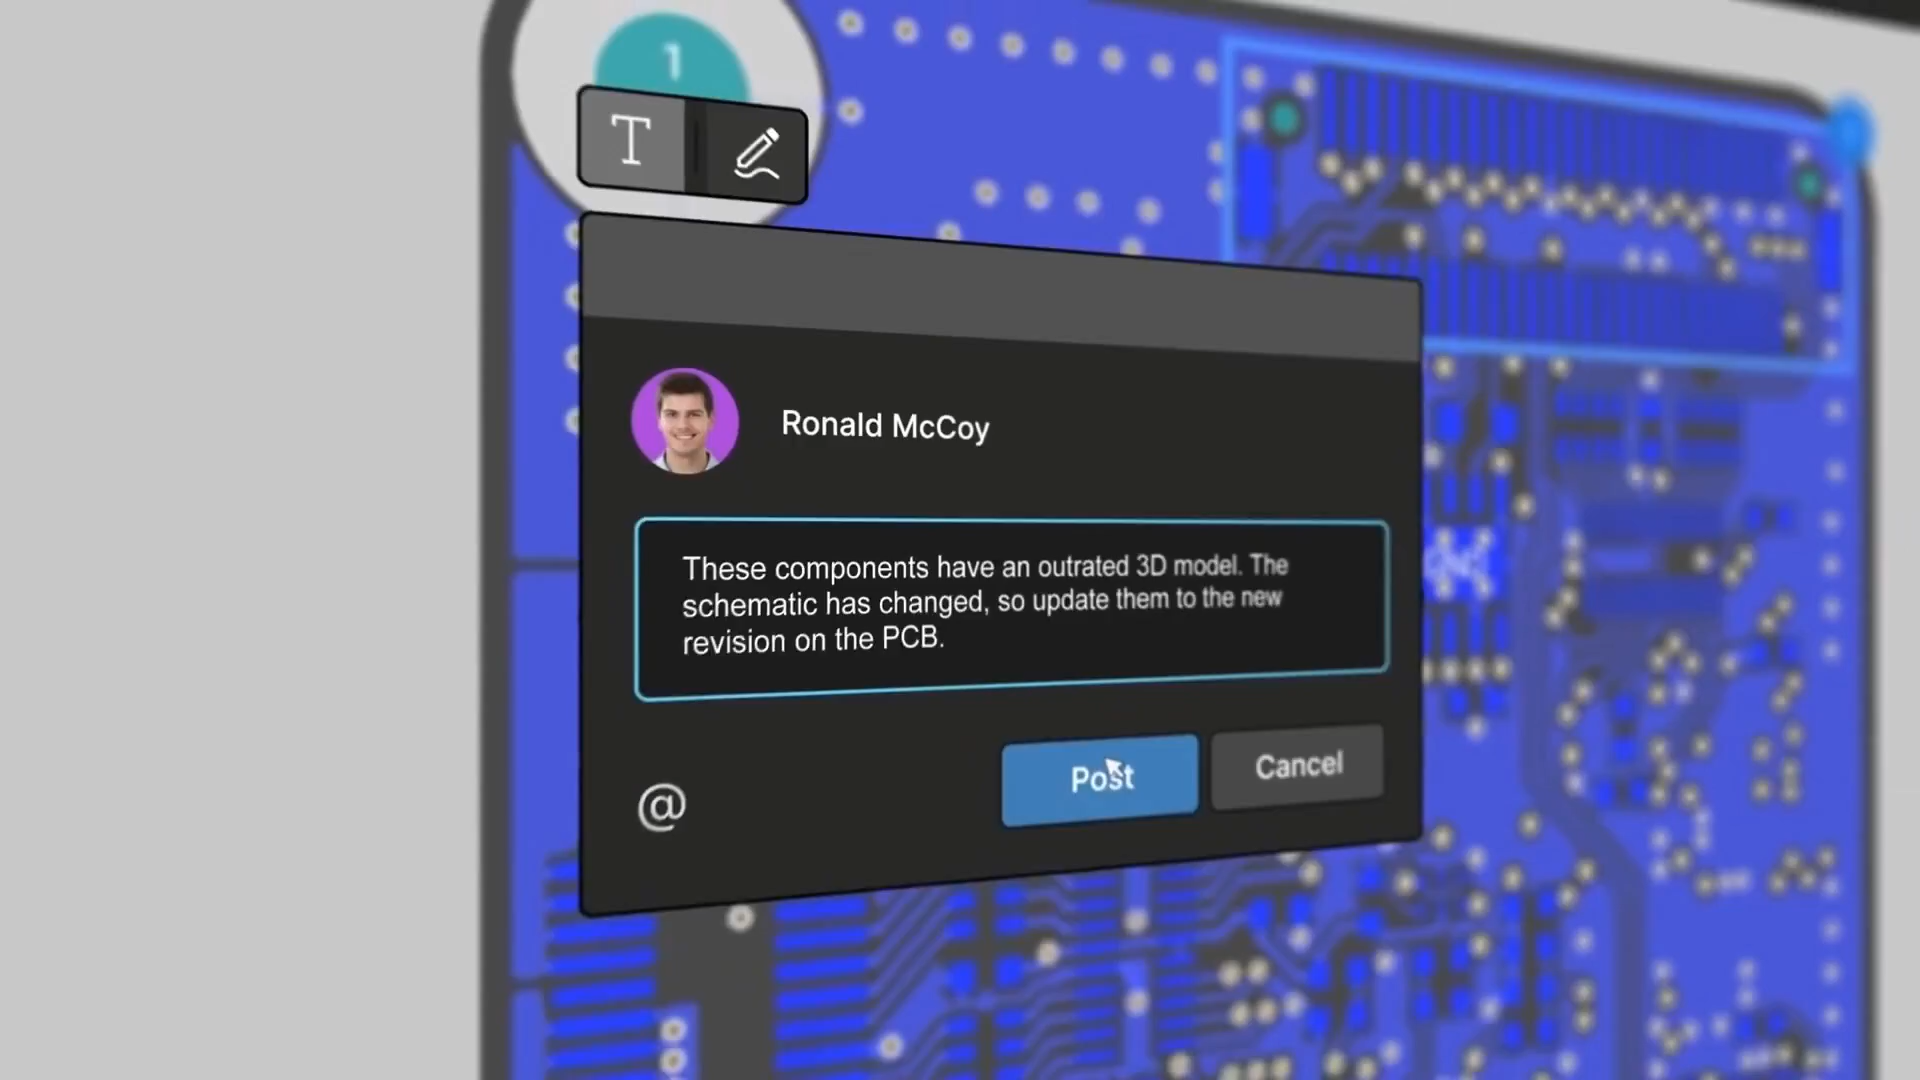 1
T
Ronald McCoy
These components have an outrated 3D model. The
schematic has changed, so update them to the new
revision on the PCB.
@
Post
Cancel